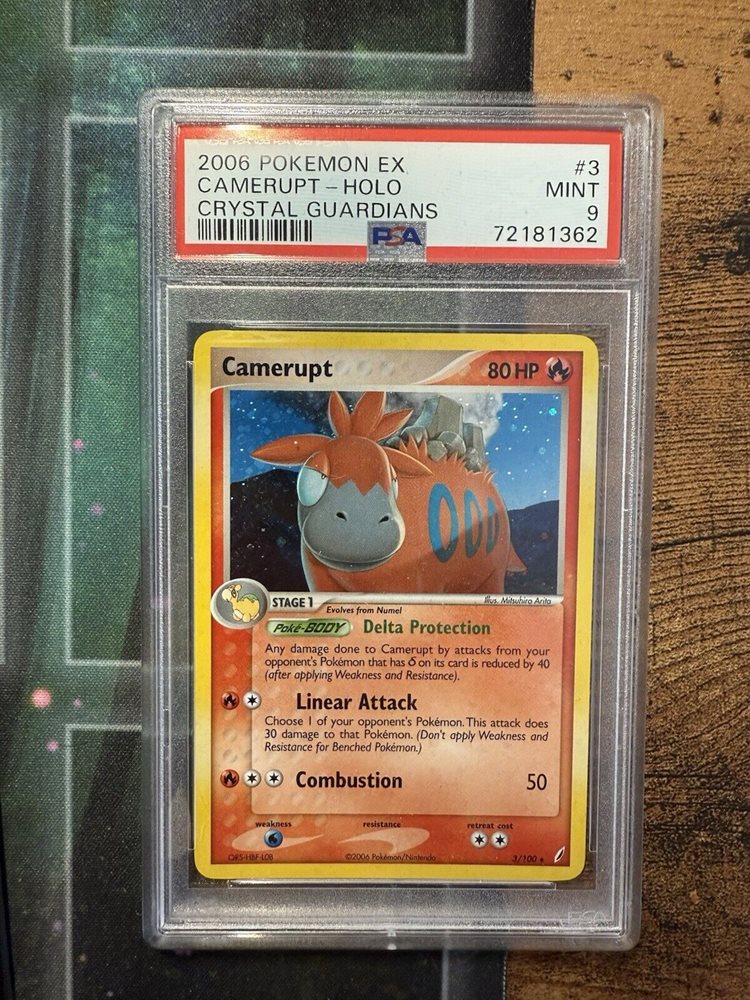 2006 POKEMON EX #3
CAMERUPT - HOLO MINT
CRYSTAL GUARDIANS 9
PSA 72181362
Camerupt 80 HP
STAGE 1 Illus. Mitsuhiro Arita
Evolves from Numel
Poké-BODY Delta Protection
Any damage done to Camerupt by attacks from your
opponent's Pokémon that has δ on its card is reduced by 40
(after applying Weakness and Resistance).
Linear Attack
Choose 1 of your opponent's Pokémon. This attack does
30 damage to that Pokémon. (Don't apply Weakness and
Resistance for Benched Pokémon.)
Combustion 50
weakness resistance retreat cost
©2006 Pokémon/Nintendo 3/100 ★